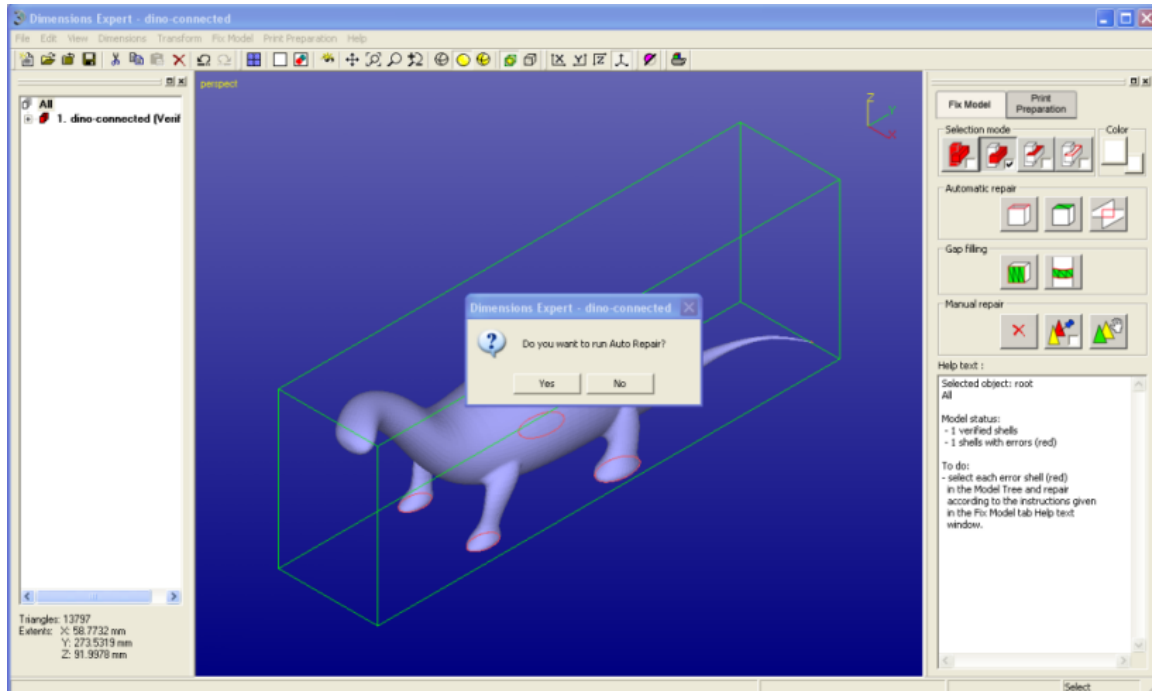 Dimensions Expert - dino-connected
File Edit View Dimensions Transform Fix Model Print Preparation Help
perspect
Z
Y
X
All
1. dino-connected (Verif
Dimensions Expert - dino-connected
Do you want to run Auto Repair?
Yes No
Triangles: 13797
Extents: X: 58.7732 mm
Y: 273.5319 mm
Z: 91.9978 mm
Fix Model
Print
Preparation
Selection mode
Color
Automatic repair
Gap filling
Manual repair
Help text :
Selected object: root
All
Model status:
- 1 verified shells
- 1 shells with errors (red)
To do:
- select each error shell (red)
in the Model Tree and repair
according to the instructions given
in the Fix Model tab Help text
window.
Select